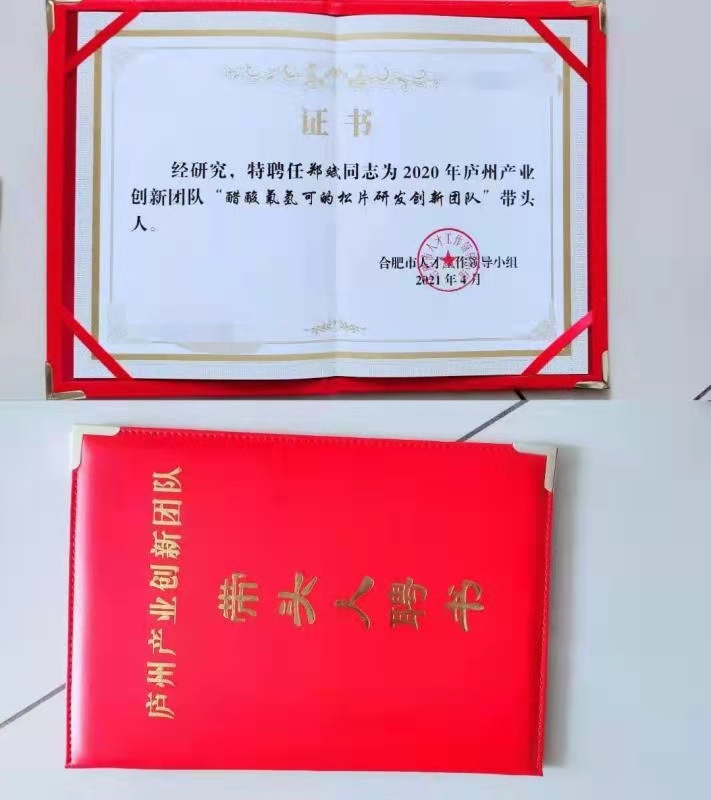 证书
经研究，特聘任郑斌同志为2020年庐州产业
创新团队“醋酸氟氢可的松片研发创新团队”带头
人。
合肥市人才工作领导小组
2021年4月
庐州产业创新团队
带头人聘书